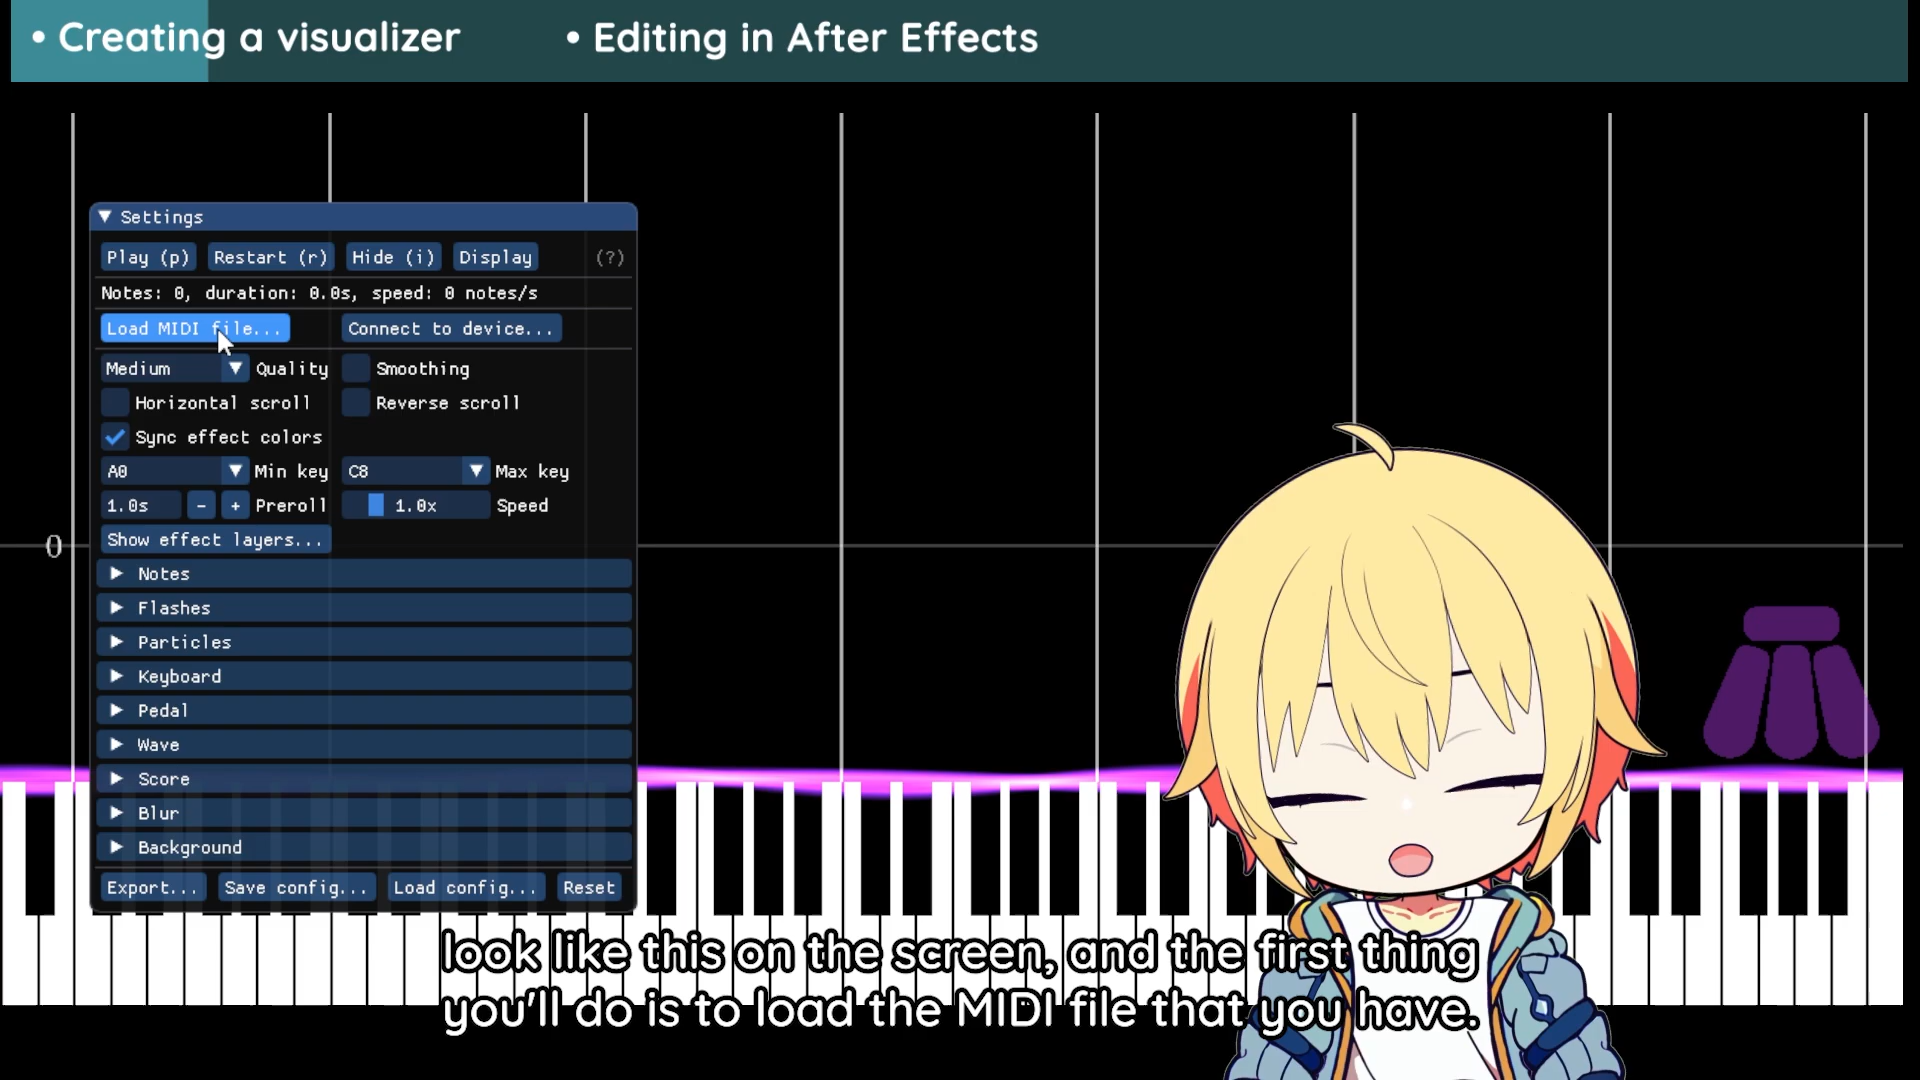 • Creating a visualizer • Editing in After Effects
Settings
Play (p) Restart (r) Hide (i) Display (?)
Notes: 0, duration: 0.0s, speed: 0 notes/s
Load MIDI file... Connect to device...
Medium Quality Smoothing
Horizontal scroll Reverse scroll
Sync effect colors
A0 Min key C8 Max key
1.0s - + Preroll 1.0x Speed
Show effect layers...
0
Notes
Flashes
Particles
Keyboard
Pedal
Wave
Score
Blur
Background
Export... Save config... Load config... Reset
look like this on the screen, and the first thing
you'll do is to load the MIDI file that you have.